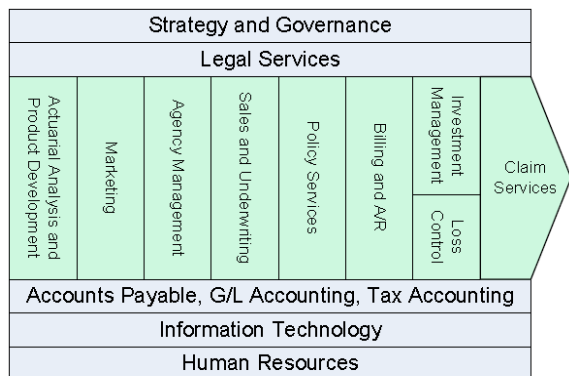 Strategy and Governance
Legal Services
Actuarial Analysis and
Product Development
Marketing
Agency Management
Sales and Underwriting
Policy Services
Billing and A/R
Investment
Management
Loss
Control
Claim
Services
Accounts Payable, G/L Accounting, Tax Accounting
Information Technology
Human Resources